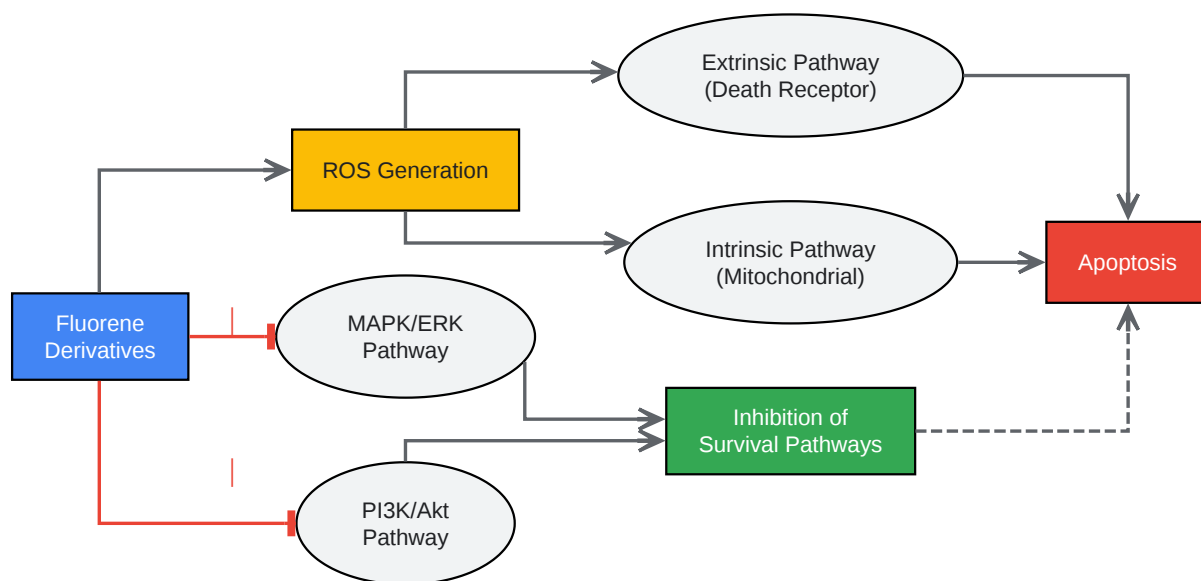 Extrinsic Pathway
(Death Receptor)
ROS Generation
Intrinsic Pathway
(Mitochondrial)
Apoptosis
Fluorene
Derivatives
MAPK/ERK
Pathway
Inhibition of
Survival Pathways
PI3K/Akt
Pathway